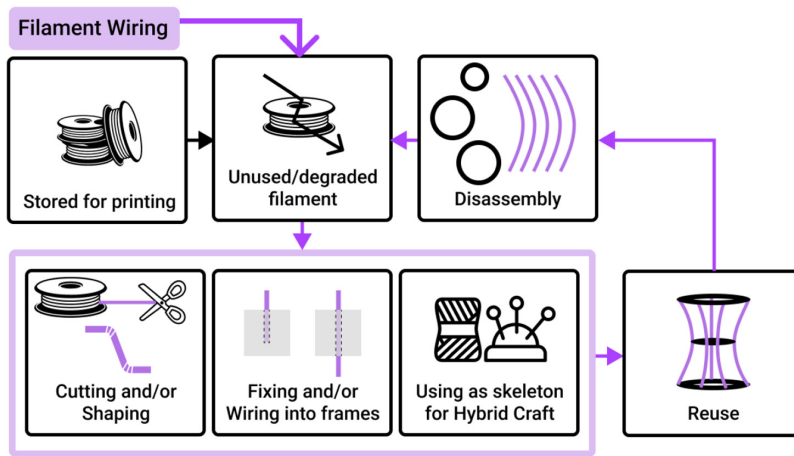 Filament Wiring
Stored for printing
Unused/degraded
filament
Disassembly
Cutting and/or
Shaping
Fixing and/or
Wiring into frames
Using as skeleton
for Hybrid Craft
Reuse